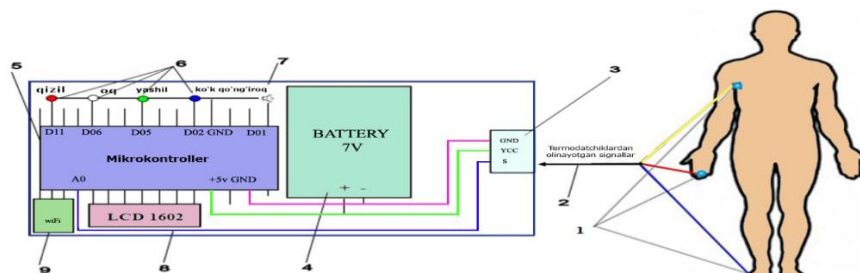 5
6
7
3
qizil
oq
yashil
ko'k qo'ng'iroq
D11
D06
D05
D02 GND
D01
Mikrokontroller
A0
+5v GND
wiFi
LCD 1602
BATTERY
7V
+ -
GND
YCC
S
Termodatchiklardan
olinayotgan signallar
2
1
9
8
4